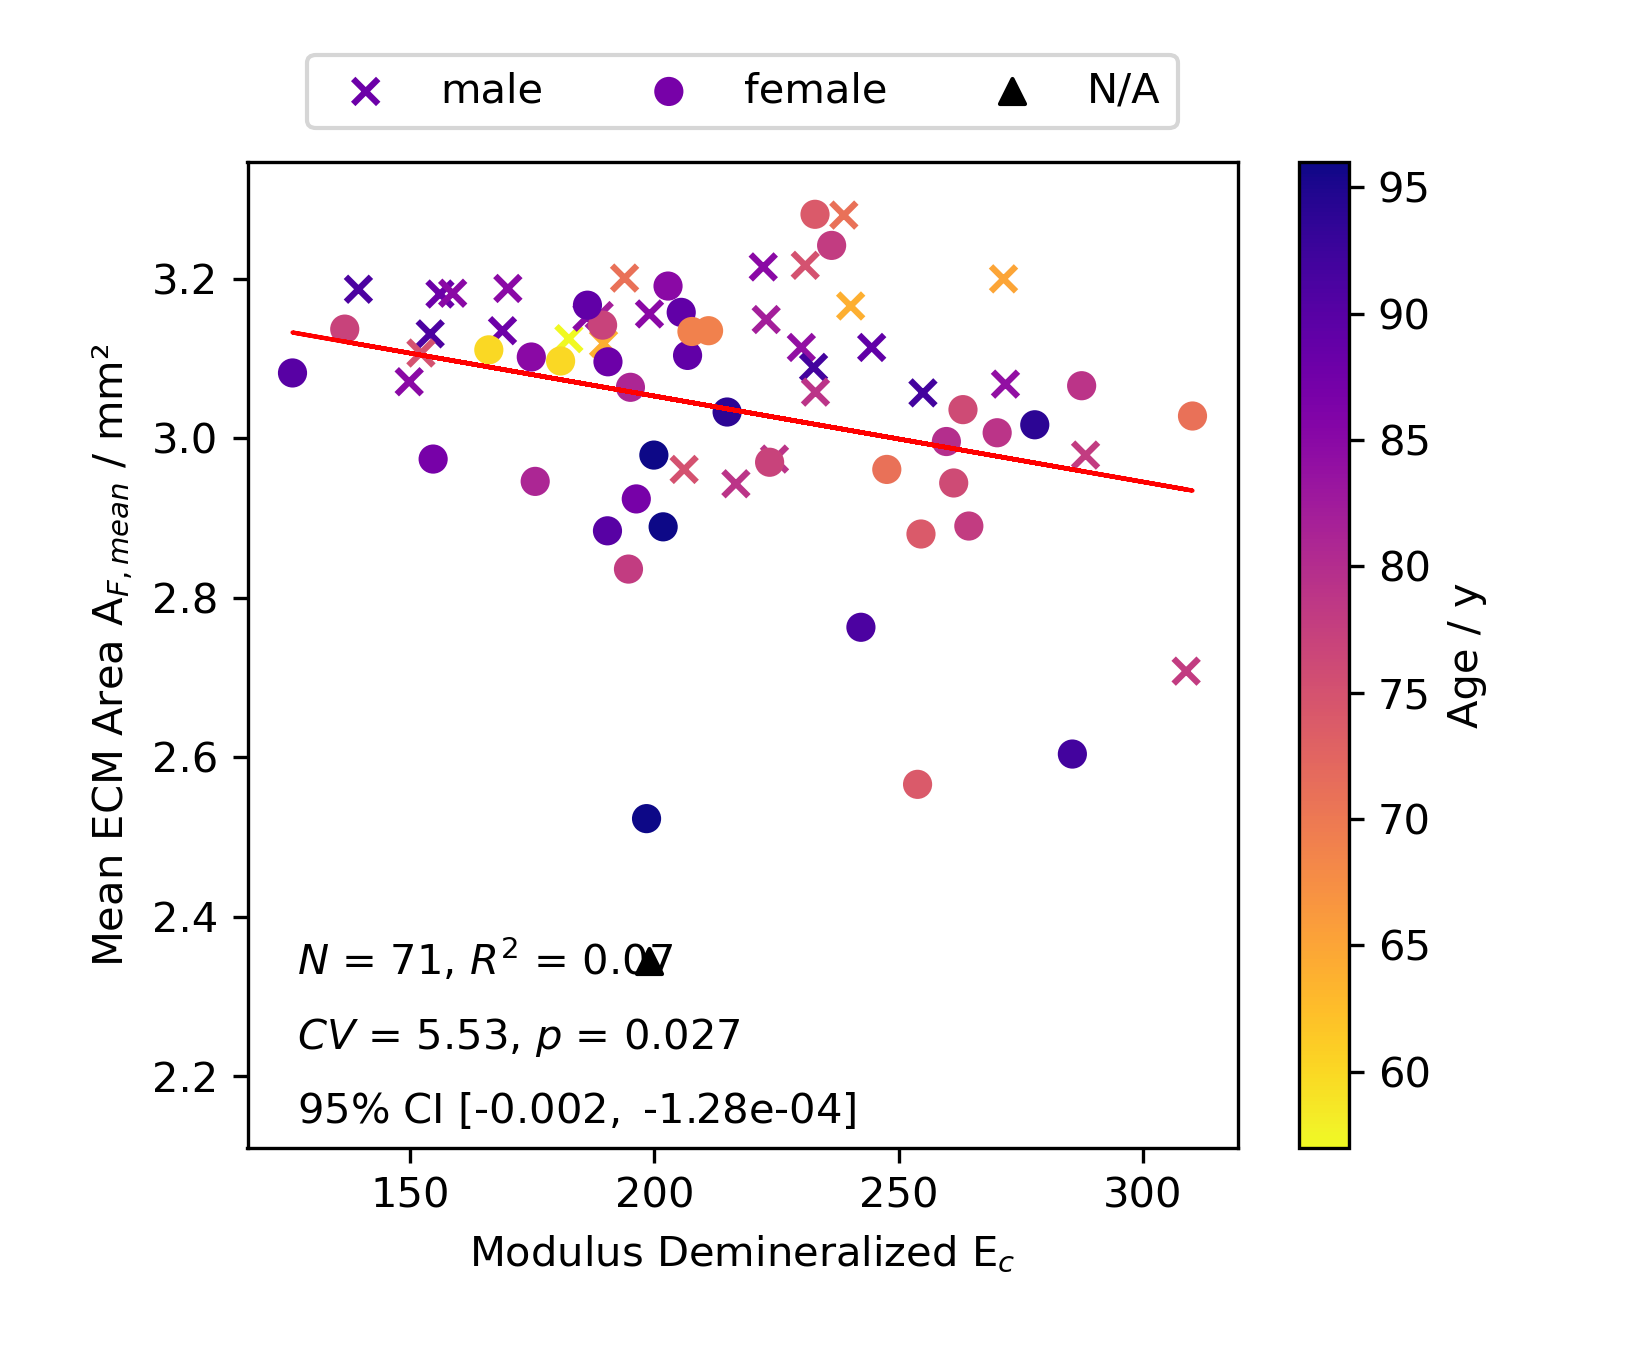 male female N/A
3.2
3.0
2.8
2.6
2.4
2.2
Mean ECM Area A_F,mean / mm²
N = 71, R² = 0.07
CV = 5.53, p = 0.027
95% CI [-0.002, -1.28e-04]
150 200 250 300
Modulus Demineralized E_c
95
90
85
80
75
70
65
60
Age / y